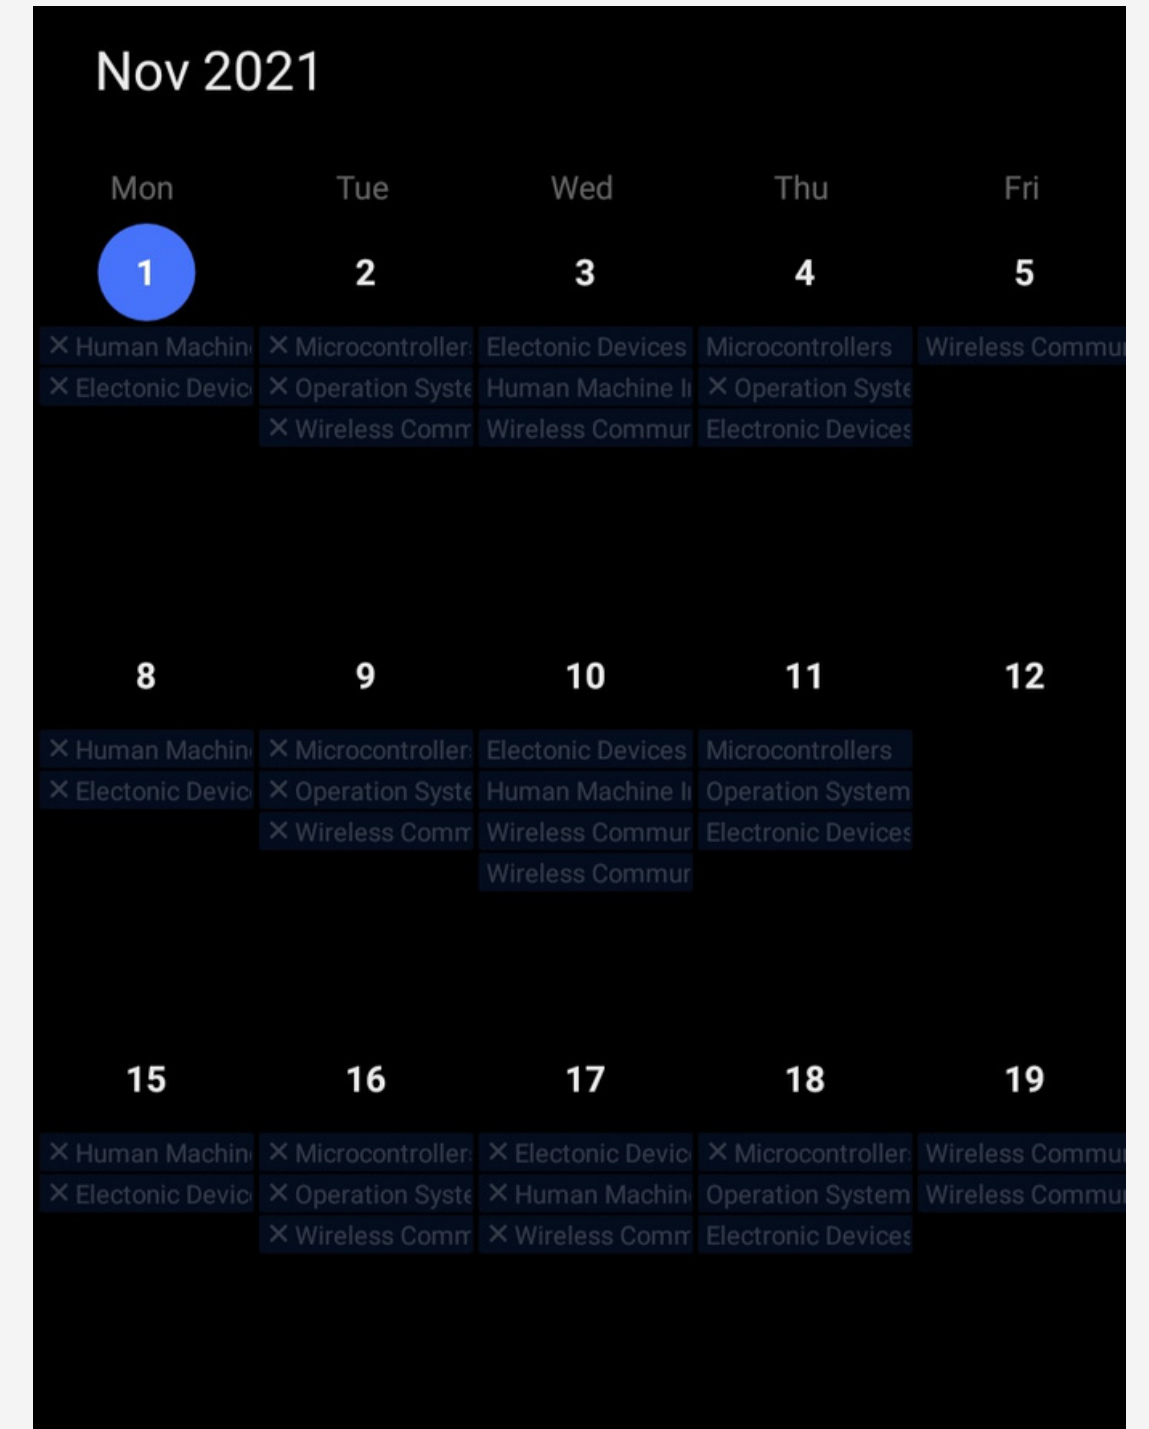 Nov 2021
Mon Tue Wed Thu Fri
1 2 3 4 5
× Human Machin × Microcontroller Electonic Devices Microcontrollers Wireless Commu
× Electonic Devic × Operation Syste Human Machine I × Operation Syste
× Wireless Comm Wireless Commur Electronic Devices
8 9 10 11 12
× Human Machin × Microcontroller Electonic Devices Microcontrollers
× Electonic Devic × Operation Syste Human Machine I Operation System
× Wireless Comm Wireless Commur Electronic Devices
Wireless Commur
15 16 17 18 19
× Human Machin × Microcontroller × Electonic Devic × Microcontroller Wireless Commu
× Electonic Devic × Operation Syste × Human Machin Operation System Wireless Commu
× Wireless Comm × Wireless Comm Electronic Devices